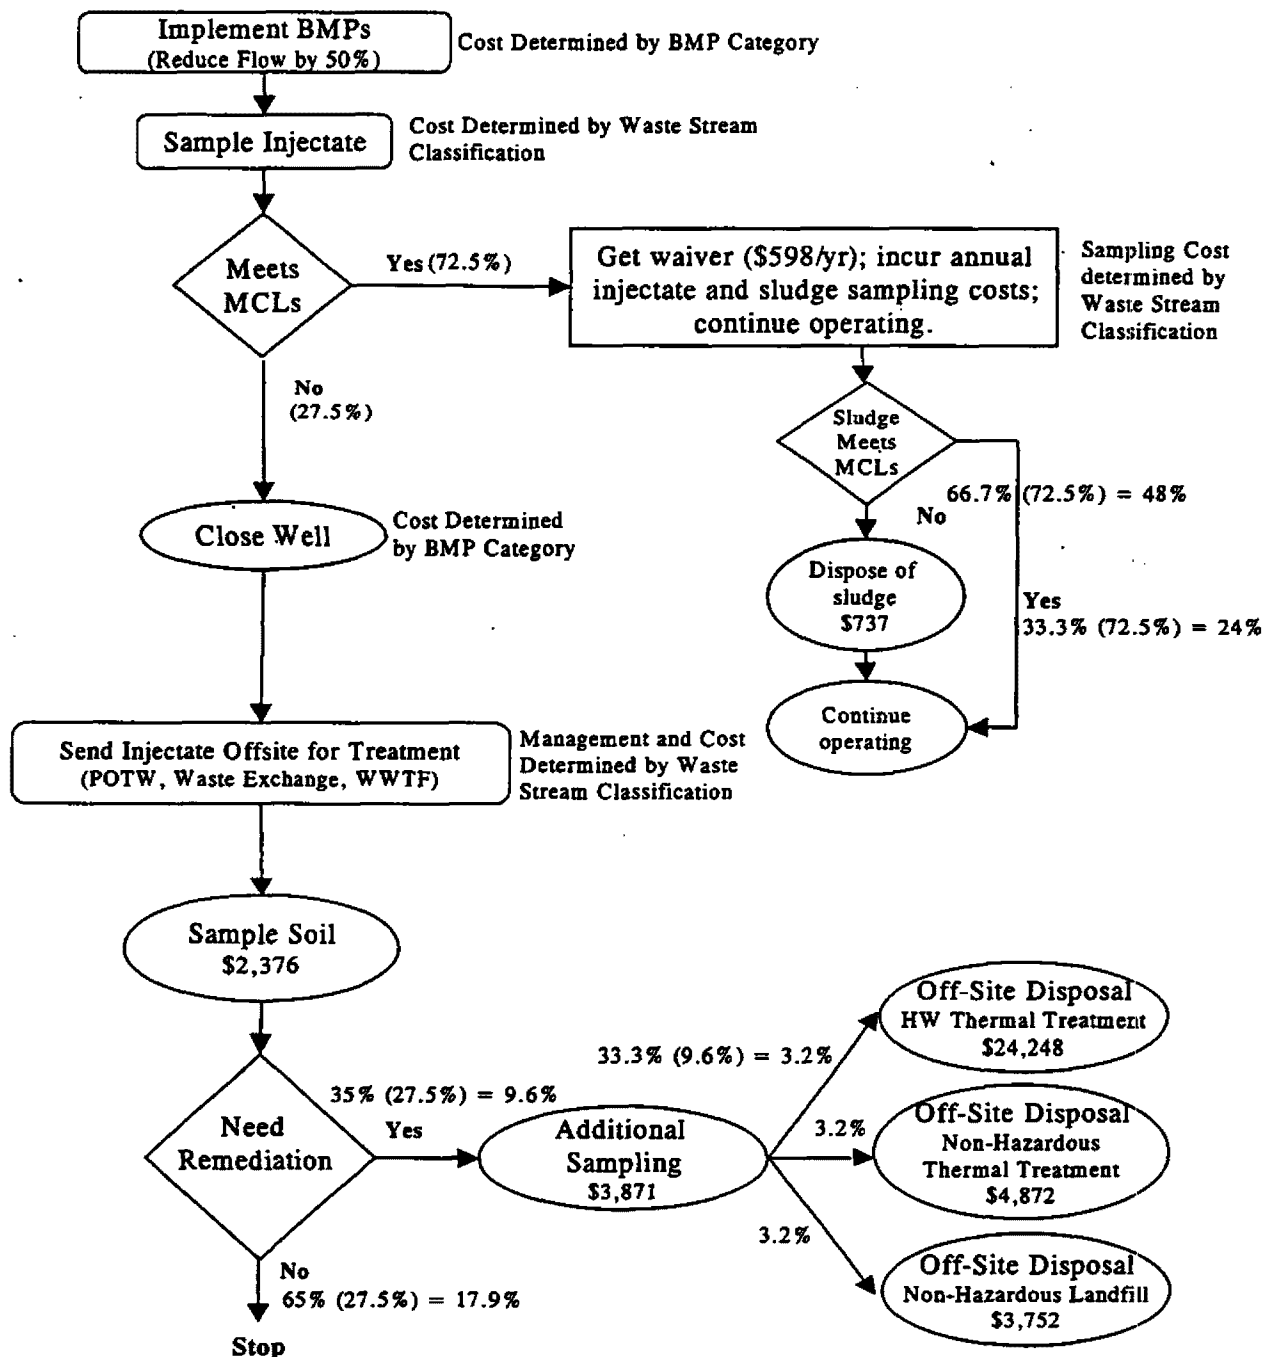 Implement BMPs
(Reduce Flow by 50%)
Cost Determined by BMP Category
Sample Injectate
Cost Determined by Waste Stream
Classification
Meets
MCLs
Yes (72.5%)
Get waiver ($598/yr); incur annual
injectate and sludge sampling costs;
continue operating.
Sampling Cost
determined by
Waste Stream
Classification
No
(27.5%)
Sludge
Meets
MCLs
66.7% (72.5%) = 48%
No
Close Well
Cost Determined
by BMP Category
Dispose of
sludge
$737
Yes
33.3% (72.5%) = 24%
Continue
operating
Send Injectate Offsite for Treatment
(POTW, Waste Exchange, WWTF)
Management and Cost
Determined by Waste
Stream Classification
Sample Soil
$2,376
Need
Remediation
35% (27.5%) = 9.6%
Yes
Additional
Sampling
$3,871
33.3% (9.6%) = 3.2%
Off-Site Disposal
HW Thermal Treatment
$24,248
3.2%
Off-Site Disposal
Non-Hazardous
Thermal Treatment
$4,872
3.2%
Off-Site Disposal
Non-Hazardous Landfill
$3,752
No
65% (27.5%) = 17.9%
Stop